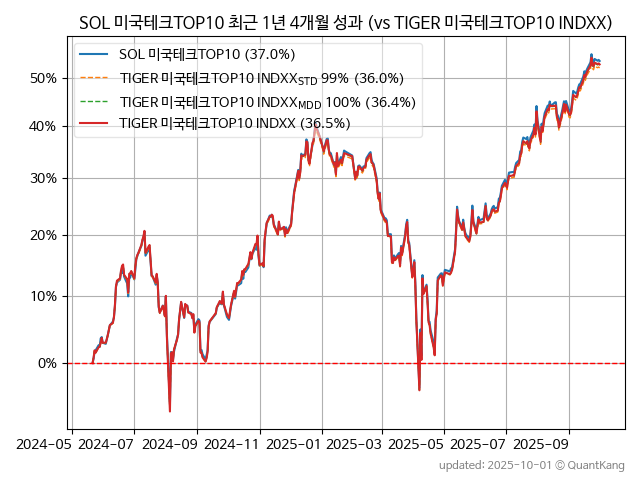 SOL 미국테크TOP10 최근 1년 4개월 성과 (vs TIGER 미국테크TOP10 INDXX)
SOL 미국테크TOP10 (37.0%)
TIGER 미국테크TOP10 INDXX_STD 99% (36.0%)
TIGER 미국테크TOP10 INDXX_MDD 100% (36.4%)
TIGER 미국테크TOP10 INDXX (36.5%)
50%
40%
30%
20%
10%
0%
2024-05 2024-07 2024-09 2024-11 2025-01 2025-03 2025-05 2025-07 2025-09
updated: 2025-10-01 © QuantKang